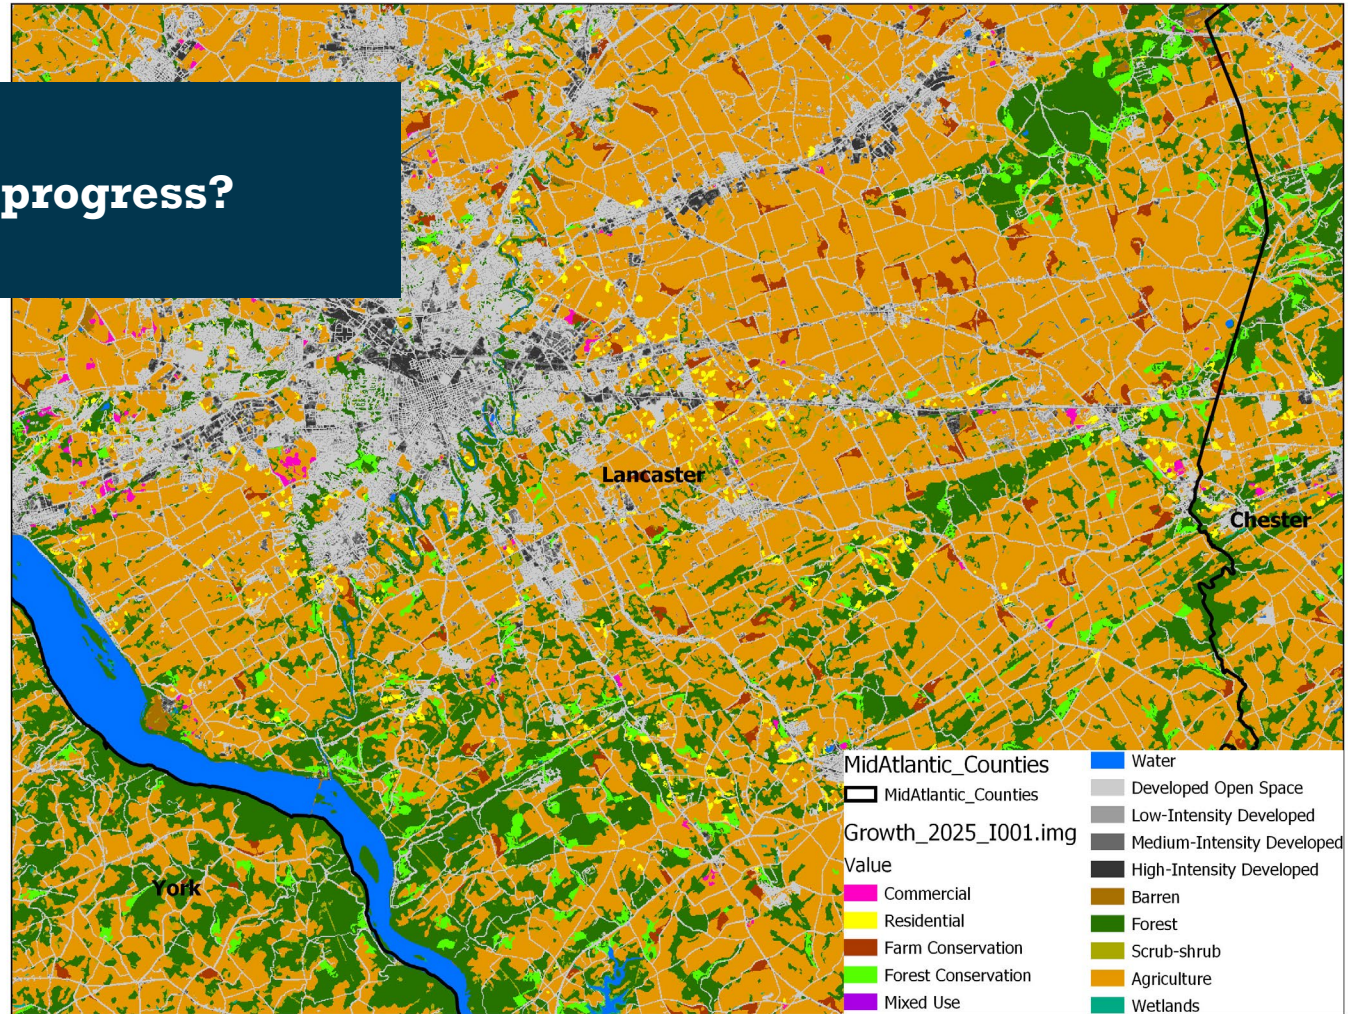 progress?
Lancaster
Chester
York
MidAtlantic_Counties
MidAtlantic_Counties
Growth_2025_I001.img
Value
Commercial
Residential
Farm Conservation
Forest Conservation
Mixed Use
Water
Developed Open Space
Low-Intensity Developed
Medium-Intensity Developed
High-Intensity Developed
Barren
Forest
Scrub-shrub
Agriculture
Wetlands